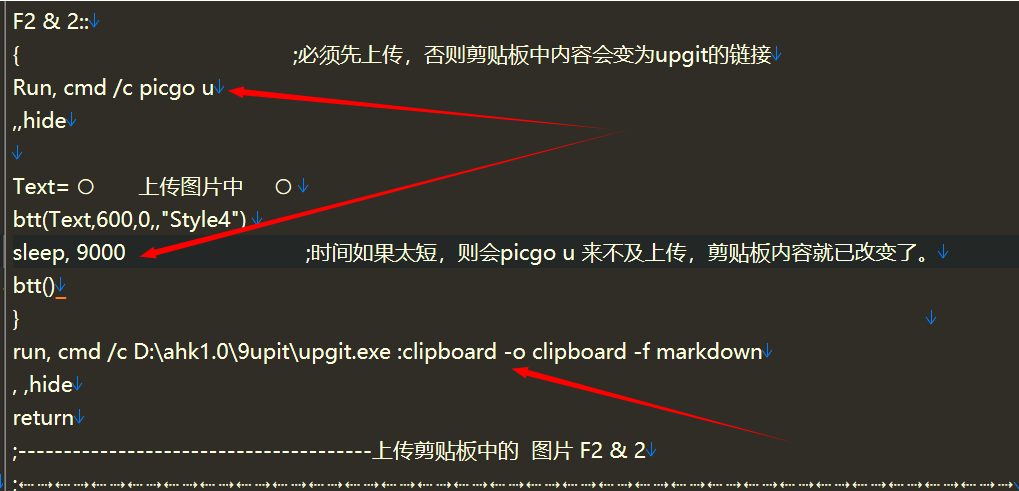 F2 & 2::
{ ;必须先上传，否则剪贴板中内容会变为upgit的链接
Run, cmd /c picgo u
,,hide
Text= ○ 上传图片中 ○
btt(Text,600,0,,"Style4")
sleep, 9000 ;时间如果太短，则会picgo u 来不及上传，剪贴板内容就已改变了。
btt()
}
run, cmd /c D:\ahk1.0\9upit\upgit.exe :clipboard -o clipboard -f markdown
, ,hide
return
;---------------------------------------上传剪贴板中的 图片 F2 & 2